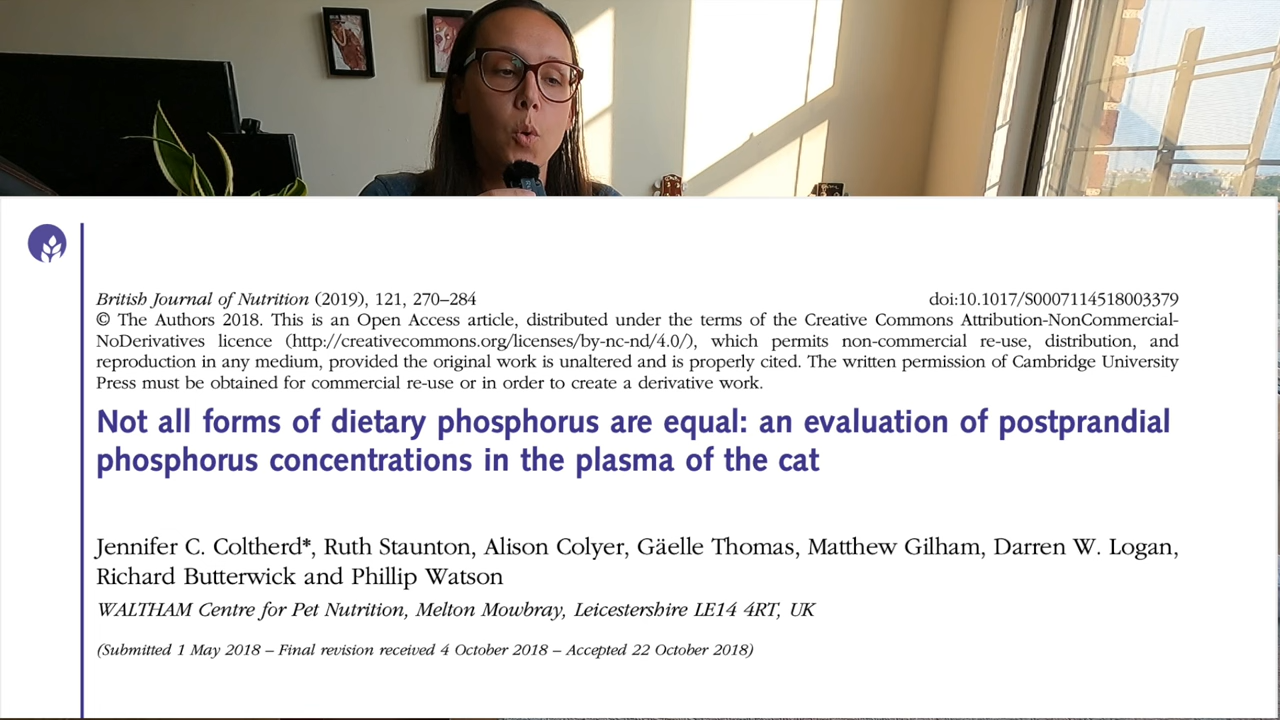 British Journal of Nutrition (2019), 121, 270–284 doi:10.1017/S0007114518003379
© The Authors 2018. This is an Open Access article, distributed under the terms of the Creative Commons Attribution-NonCommercial-
NoDerivatives licence (http://creativecommons.org/licenses/by-nc-nd/4.0/), which permits non-commercial re-use, distribution, and
reproduction in any medium, provided the original work is unaltered and is properly cited. The written permission of Cambridge University
Press must be obtained for commercial re-use or in order to create a derivative work.
Not all forms of dietary phosphorus are equal: an evaluation of postprandial
phosphorus concentrations in the plasma of the cat
Jennifer C. Coltherd*, Ruth Staunton, Alison Colyer, Gäelle Thomas, Matthew Gilham, Darren W. Logan,
Richard Butterwick and Phillip Watson
WALTHAM Centre for Pet Nutrition, Melton Mowbray, Leicestershire LE14 4RT, UK
(Submitted 1 May 2018 – Final revision received 4 October 2018 – Accepted 22 October 2018)